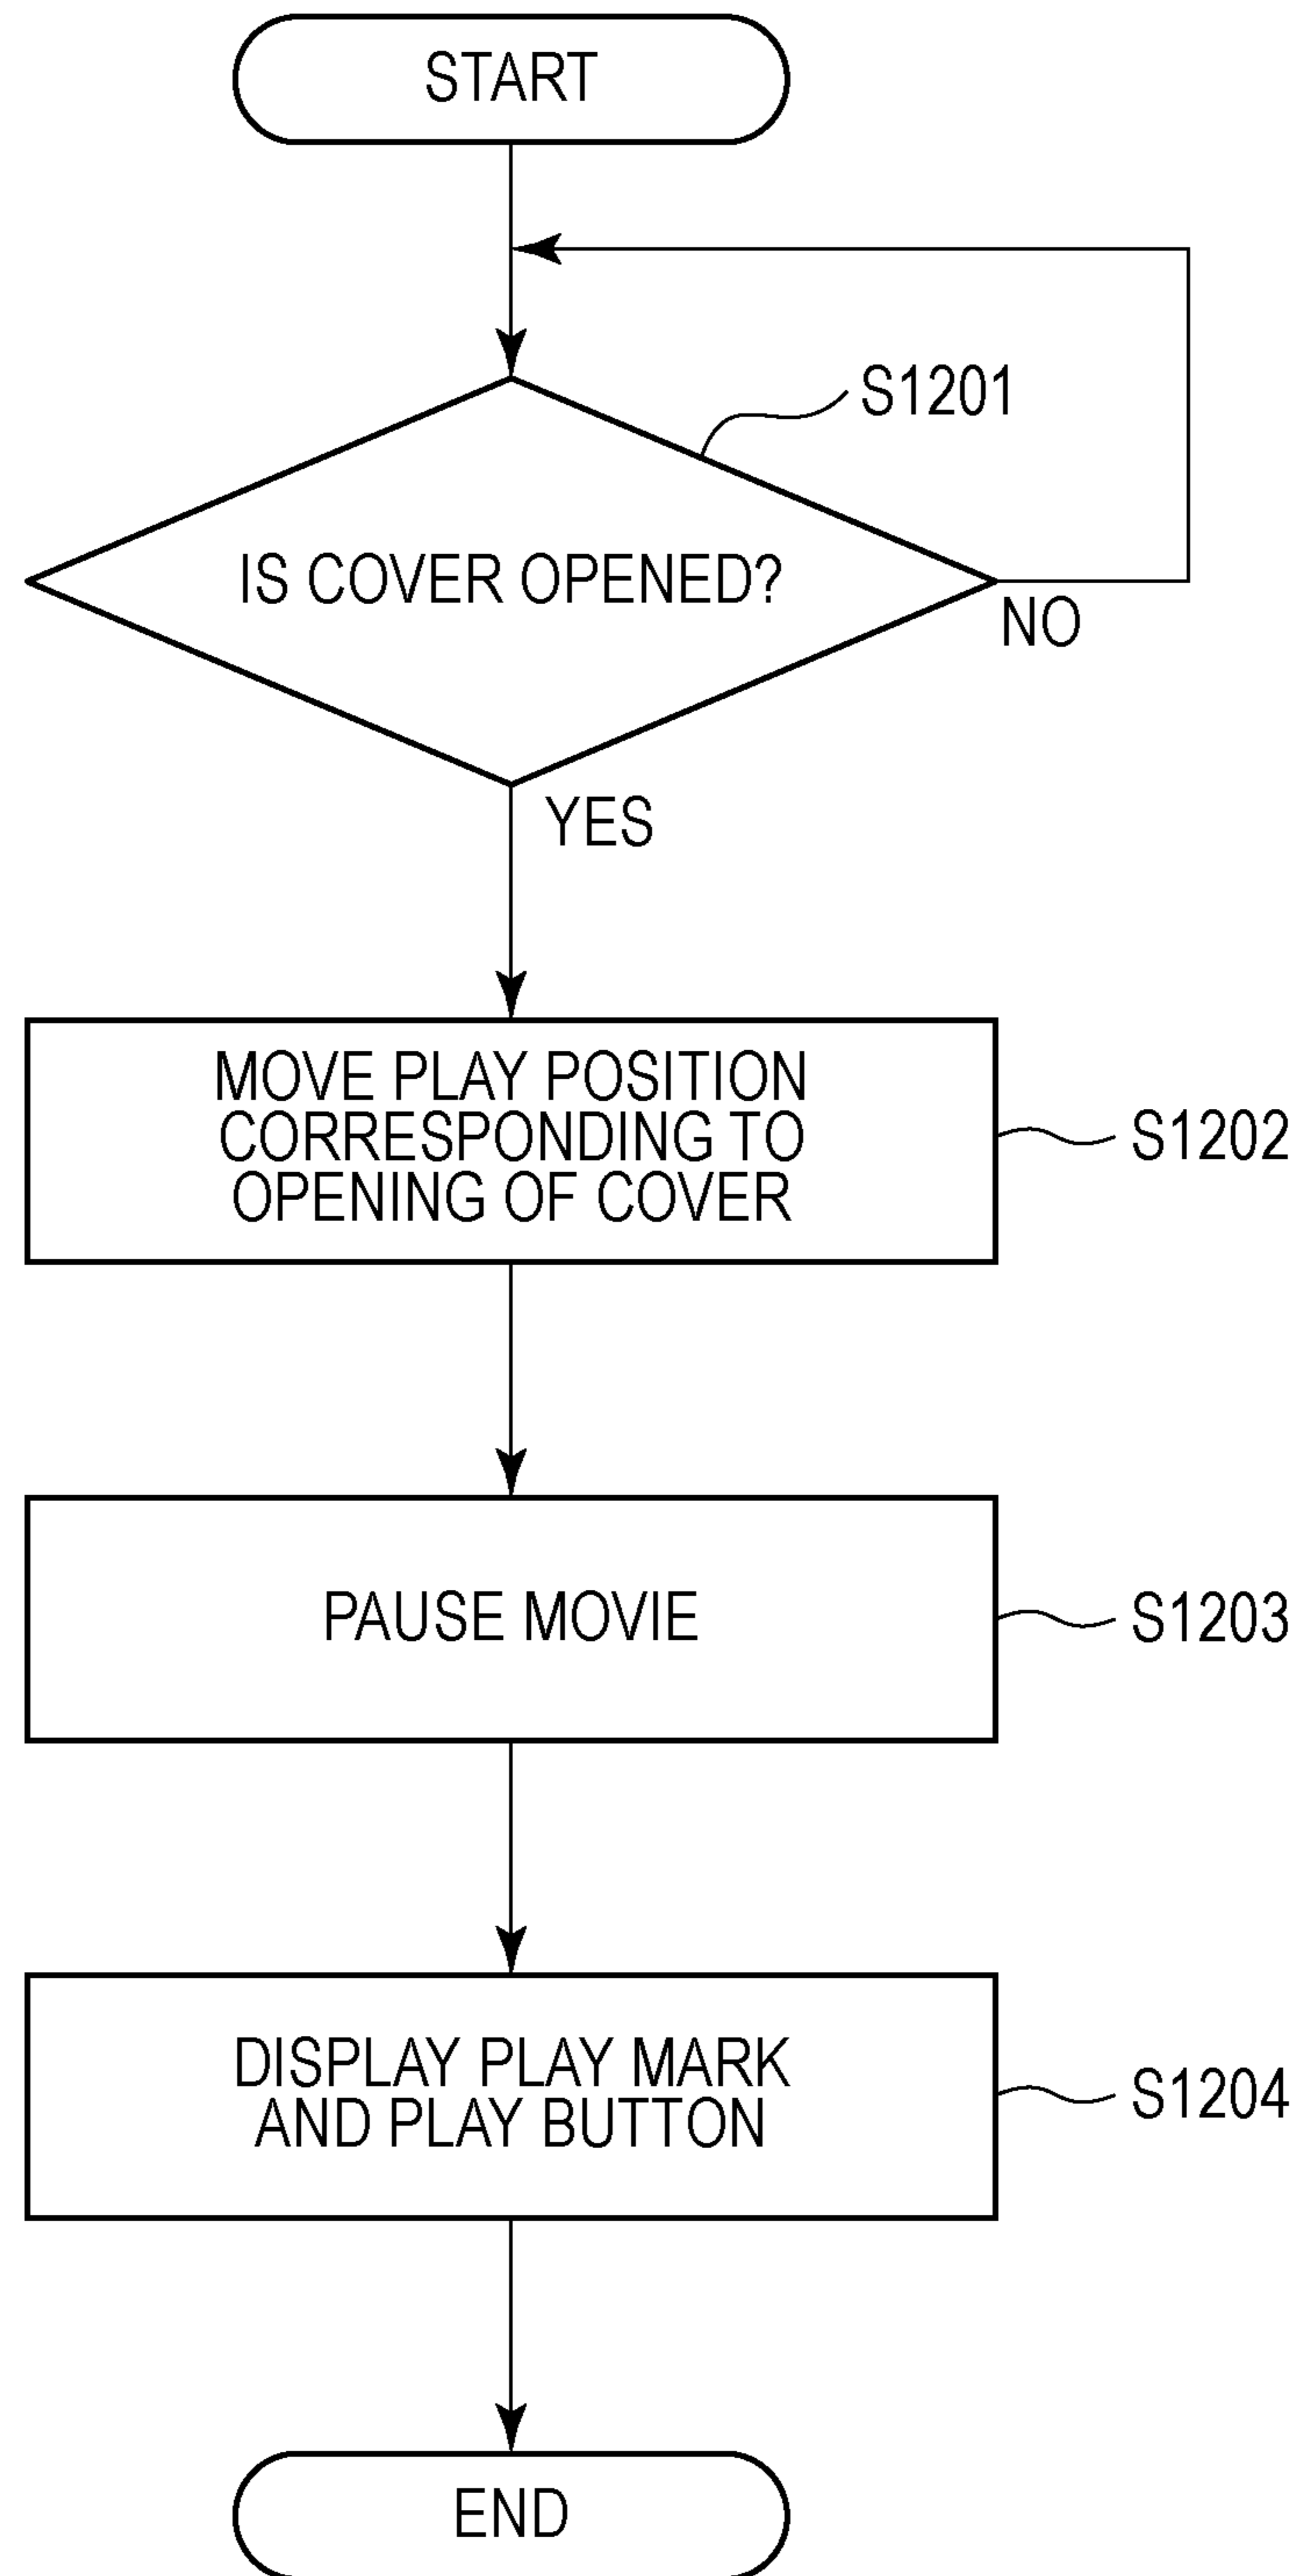 START
S1201
IS COVER OPENED?
NO
YES
MOVE PLAY POSITION
CORRESPONDING TO
OPENING OF COVER
S1202
PAUSE MOVIE
S1203
DISPLAY PLAY MARK
AND PLAY BUTTON
S1204
END